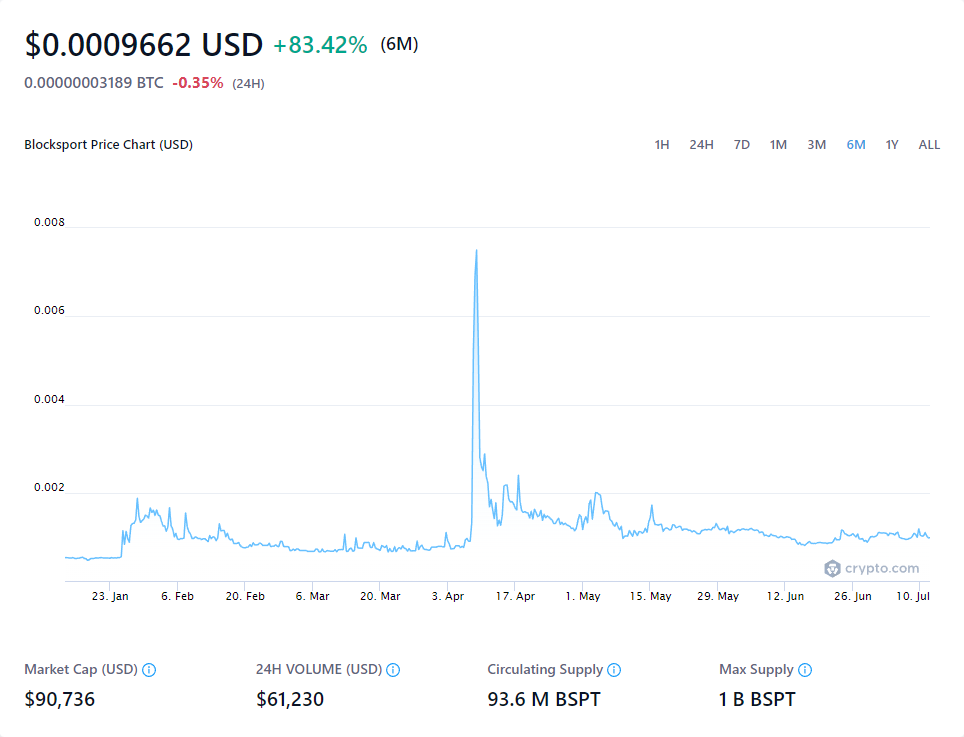 $0.0009662 USD +83.42% (6M)
0.00000003189 BTC -0.35% (24H)
Blocksport Price Chart (USD) 1H 24H 7D 1M 3M 6M 1Y ALL
0.008
0.006
0.004
0.002
crypto.com
23. Jan 6. Feb 20. Feb 6. Mar 20. Mar 3. Apr 17. Apr 1. May 15. May 29. May 12. Jun 26. Jun 10. Jul
Market Cap (USD) 24H VOLUME (USD) Circulating Supply Max Supply
$90,736 $61,230 93.6 M BSPT 1 B BSPT